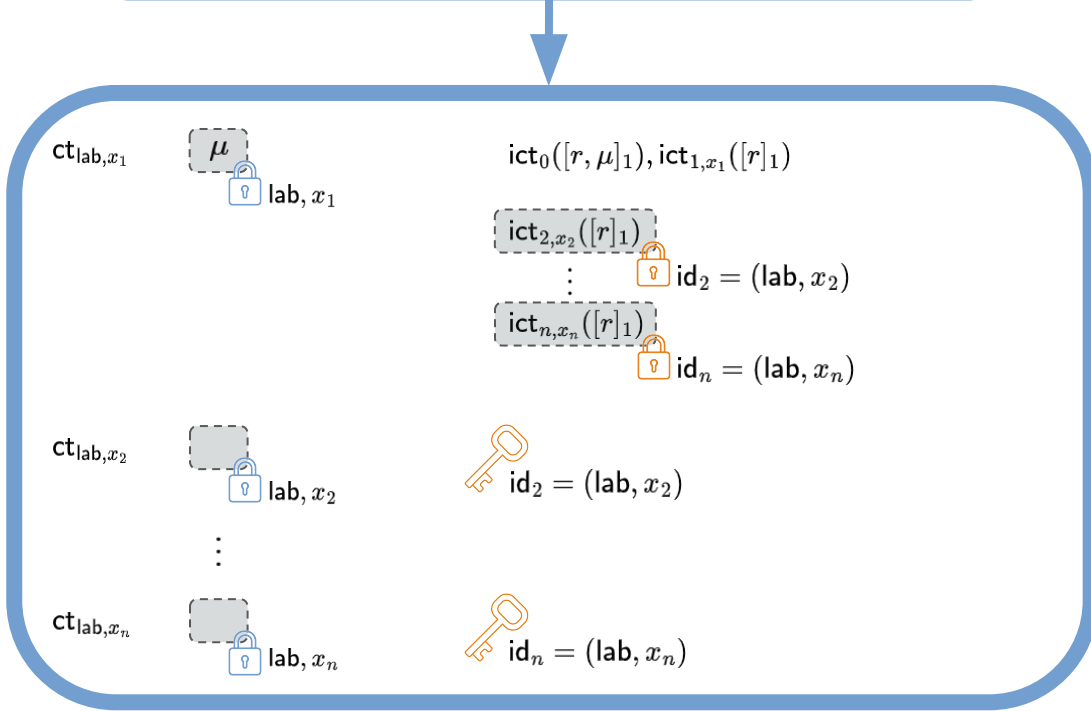 ct_{lab,x_1} μ ict_0([r, μ]_1), ict_{1,x_1}([r]_1)
lab, x_1
ict_{2,x_2}([r]_1)
id_2 = (lab, x_2)
⋮
ict_{n,x_n}([r]_1)
id_n = (lab, x_n)
ct_{lab,x_2}
lab, x_2 id_2 = (lab, x_2)
⋮
ct_{lab,x_n}
lab, x_n id_n = (lab, x_n)